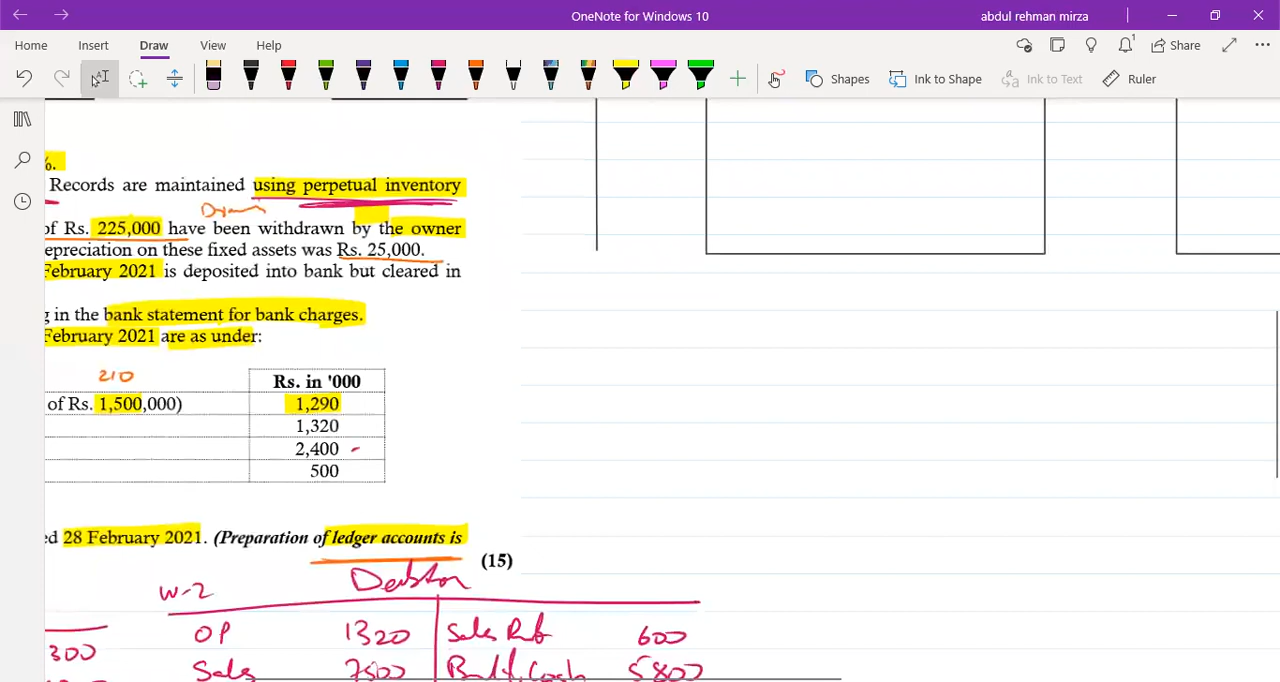 OneNote for Windows 10
abdul rehman mirza
Home Insert Draw View Help
Share
Shapes Ink to Shape Ink to Text Ruler
%.
Records are maintained using perpetual inventory
of Rs. 225,000 have been withdrawn by the owner
epreciation on these fixed assets was Rs. 25,000.
February 2021 is deposited into bank but cleared in
g in the bank statement for bank charges.
February 2021 are as under:
210
Rs. in '000
of Rs. 1,500,000) 1,290
1,320
2,400
500
ed 28 February 2021. (Preparation of ledger accounts is
(15)
W-2 Debtor
OP 1320 Sales Ret 600
300
Sales 7500 Bank/Cash 5800